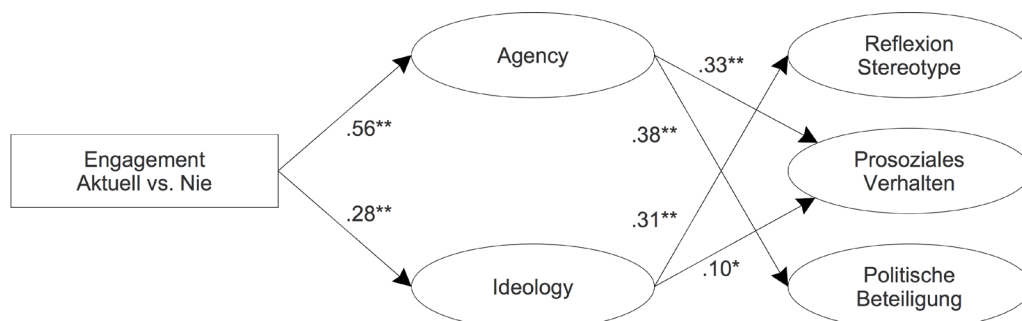 Engagement
Aktuell vs. Nie
.56**
.28**
Agency
Ideology
.33**
.38**
.31**
.10*
Reflexion
Stereotype
Prosoziales
Verhalten
Politische
Beteiligung